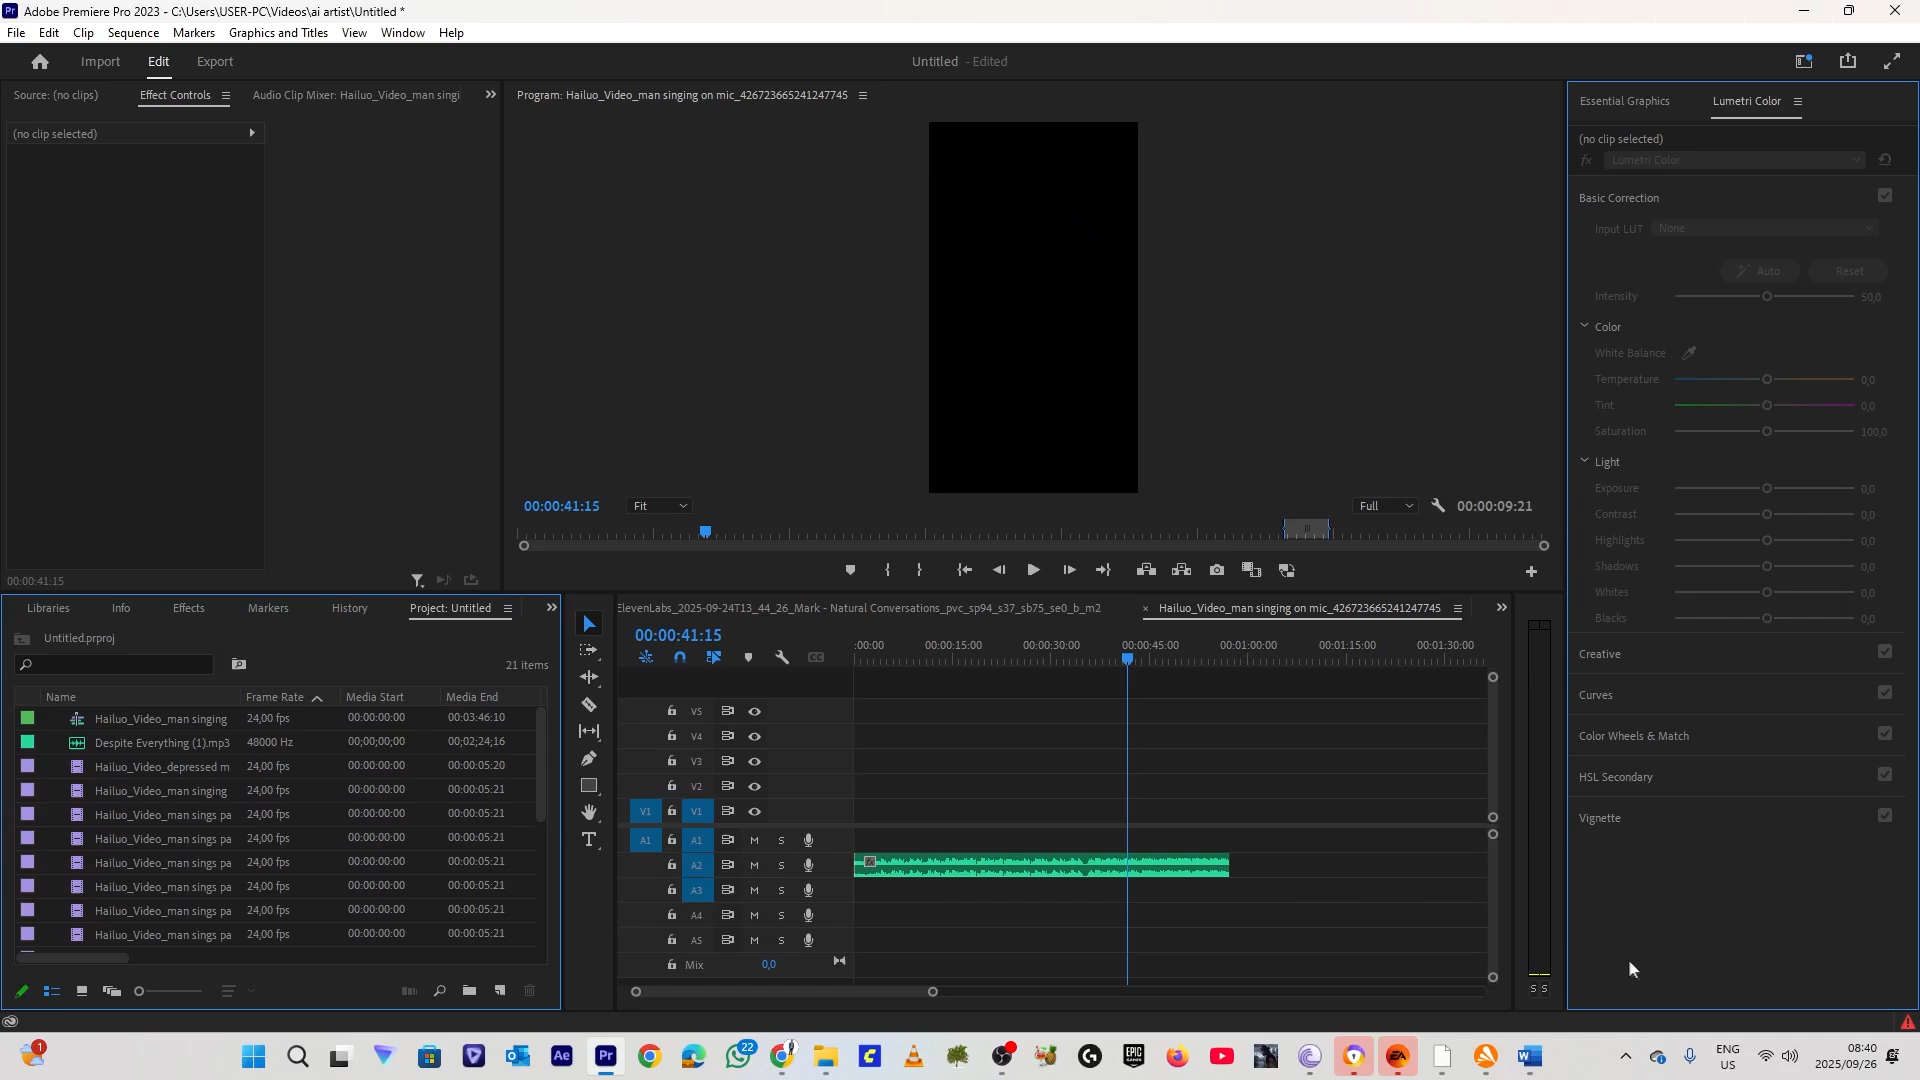 Adobe Premiere Pro 2023 - C:\Users\USER-PC\Videos\ai artist\Untitled *
File Edit Clip Sequence Markers Graphics and Titles View Window Help
Import Edit Export
Untitled - Edited
Source: (no clips) Effect Controls Audio Clip Mixer: Hailuo_Video_man singi
(no clip selected)
00:00:41:15
Program: Hailuo_Video_man singing on mic_426723665241247745
00:00:41:15 Fit Full 00:00:09:21
Essential Graphics Lumetri Color
(no clip selected)
fx Lumetri Color
Basic Correction
Input LUT None
Auto Reset
Intensity 50,0
Color
White Balance
Temperature 0,0
Tint 0,0
Saturation 100,0
Light
Exposure 0,0
Contrast 0,0
Highlights 0,0
Shadows 0,0
Whites 0,0
Blacks 0,0
Creative
Curves
Color Wheels & Match
HSL Secondary
Vignette
Libraries Info Effects Markers History Project: Untitled
Untitled.prproj
21 items
Name Frame Rate Media Start Media End
Hailuo_Video_man singing 24,00 fps 00:00:00:00 00:03:46:10
Despite Everything (1).mp3 48000 Hz 00;00;00;00 00;02;24;16
Hailuo_Video_depressed m 24,00 fps 00:00:00:00 00:00:05:20
Hailuo_Video_man singing 24,00 fps 00:00:00:00 00:00:05:21
Hailuo_Video_man sings pa 24,00 fps 00:00:00:00 00:00:05:21
Hailuo_Video_man sings pa 24,00 fps 00:00:00:00 00:00:05:21
Hailuo_Video_man sings pa 24,00 fps 00:00:00:00 00:00:05:21
Hailuo_Video_man sings pa 24,00 fps 00:00:00:00 00:00:05:21
Hailuo_Video_man sings pa 24,00 fps 00:00:00:00 00:00:05:21
Hailuo_Video_man sings pa 24,00 fps 00:00:00:00 00:00:05:21
ElevenLabs_2025-09-24T13_44_26_Mark - Natural Conversations_pvc_sp94_s37_sb75_se0_b_m2 × Hailuo_Video_man singing on mic_426723665241247745
00:00:41:15
:00:00 00:00:15:00 00:00:30:00 00:00:45:00 00:01:00:00 00:01:15:00 00:01:30:00
V5
V4
V3
V2
V1 V1
A1 A1 M S
A2 M S
A3 M S
A4 M S
A5 M S
Mix 0,0
S S
1
Ae Pr 22
EPIC GAMES
EA
ENG
US
08:40
2025/09/26